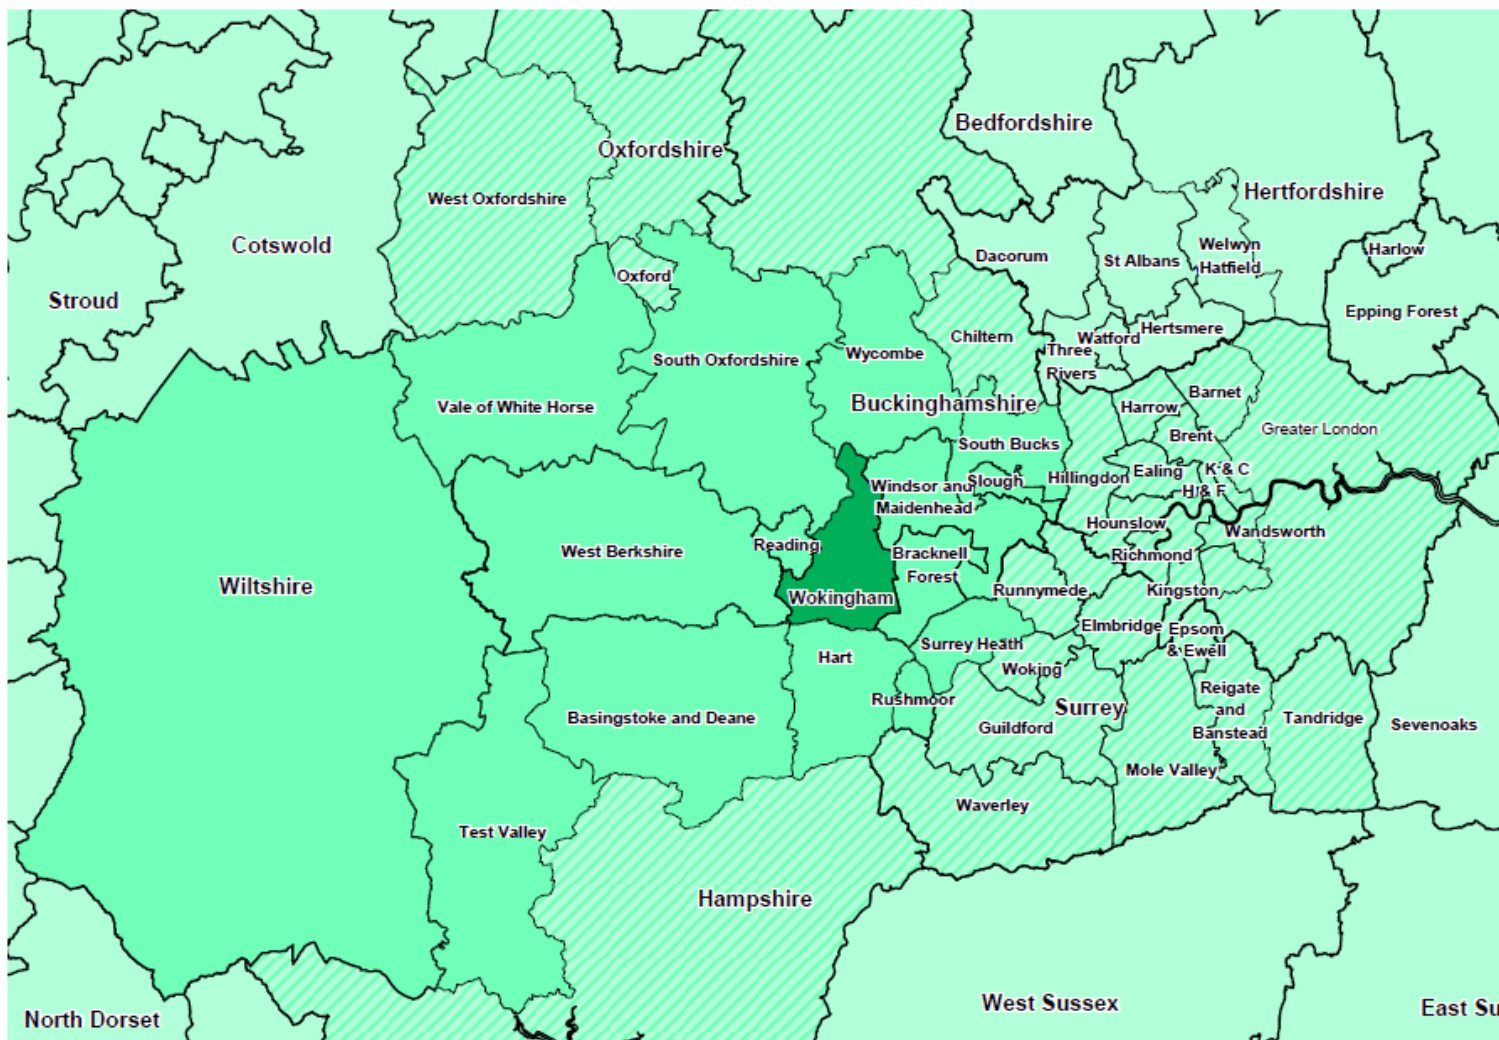 Bedfordshire
Oxfordshire
Hertfordshire
West Oxfordshire
Cotswold
Welwyn
Hatfield
Harlow
Dacorum
St Albans
Oxford
Stroud
Epping Forest
Hertsmere
Chiltern
Watford
Three
Rivers
Wycombe
South Oxfordshire
Barnet
Buckinghamshire
Vale of White Horse
Harrow
Greater London
Brent
South Bucks
K & C
Ealing
Hillingdon
Slough
Windsor and
Maidenhead
H & F
Hounslow
Wandsworth
Reading
West Berkshire
Bracknell
Forest
Richmond
Wiltshire
Runnymede
Kingston
Wokingham
Elmbridge
Epsom
& Ewell
Surrey Heath
Hart
Woking
Reigate
and
Banstead
Rushmoor
Surrey
Basingstoke and Deane
Guildford
Tandridge
Sevenoaks
Mole Valley
Waverley
Test Valley
Hampshire
West Sussex
East Su
North Dorset